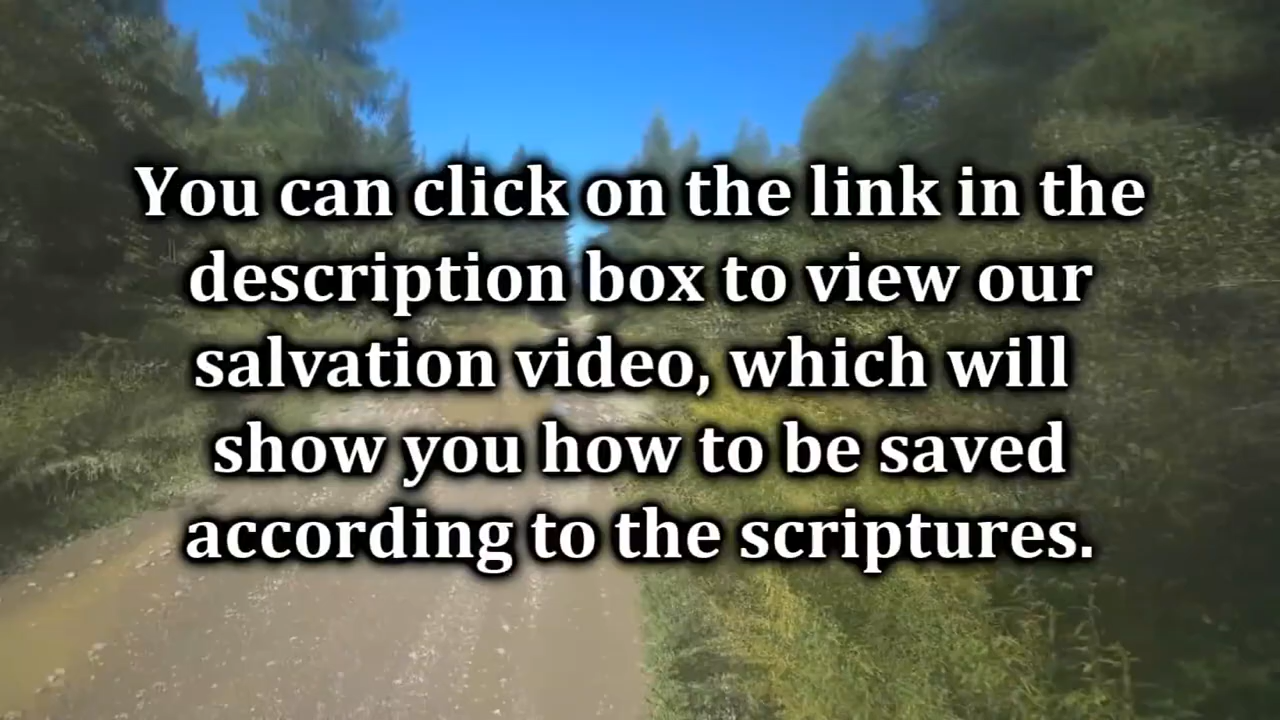 You can click on the link in the
description box to view our
salvation video, which will
show you how to be saved
according to the scriptures.